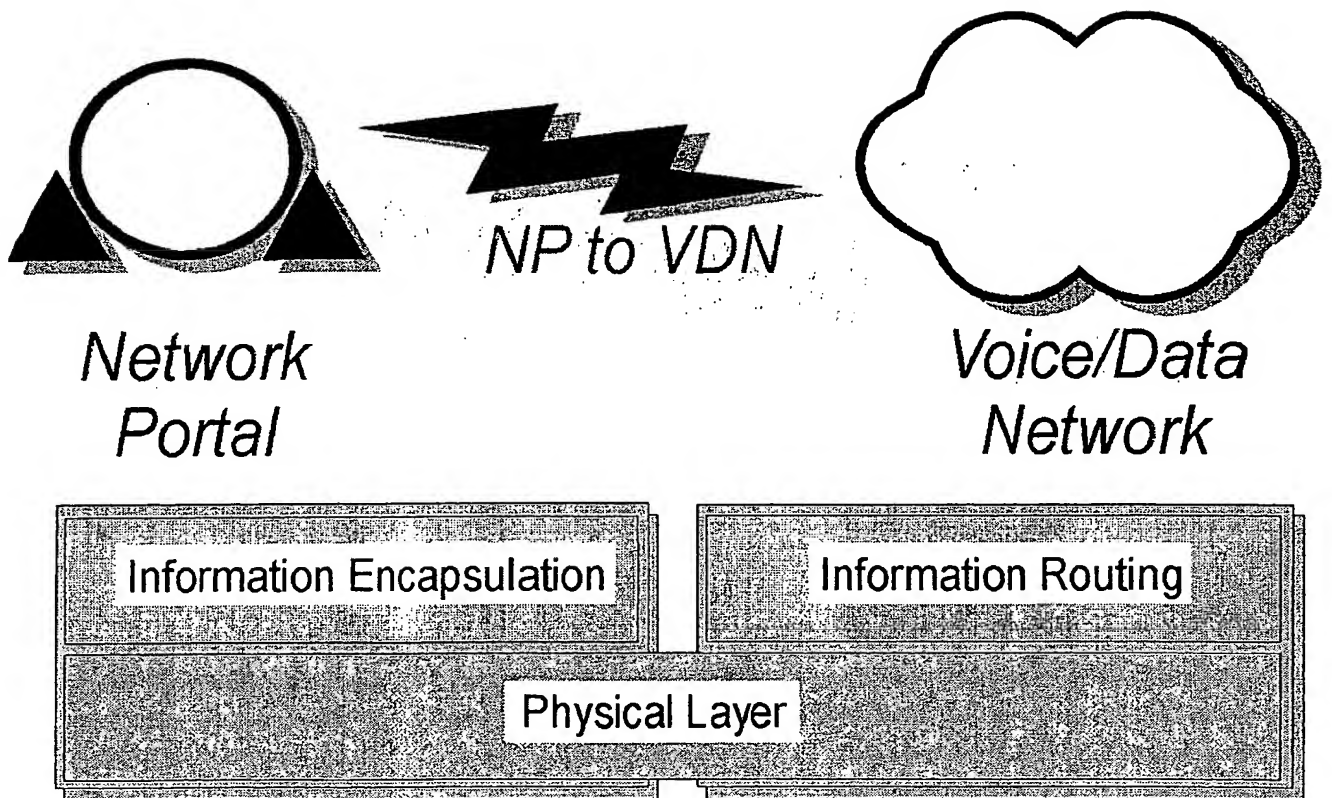 NP to VDN
Network
Portal
Voice/Data
Network
Information Encapsulation
Information Routing
Physical Layer